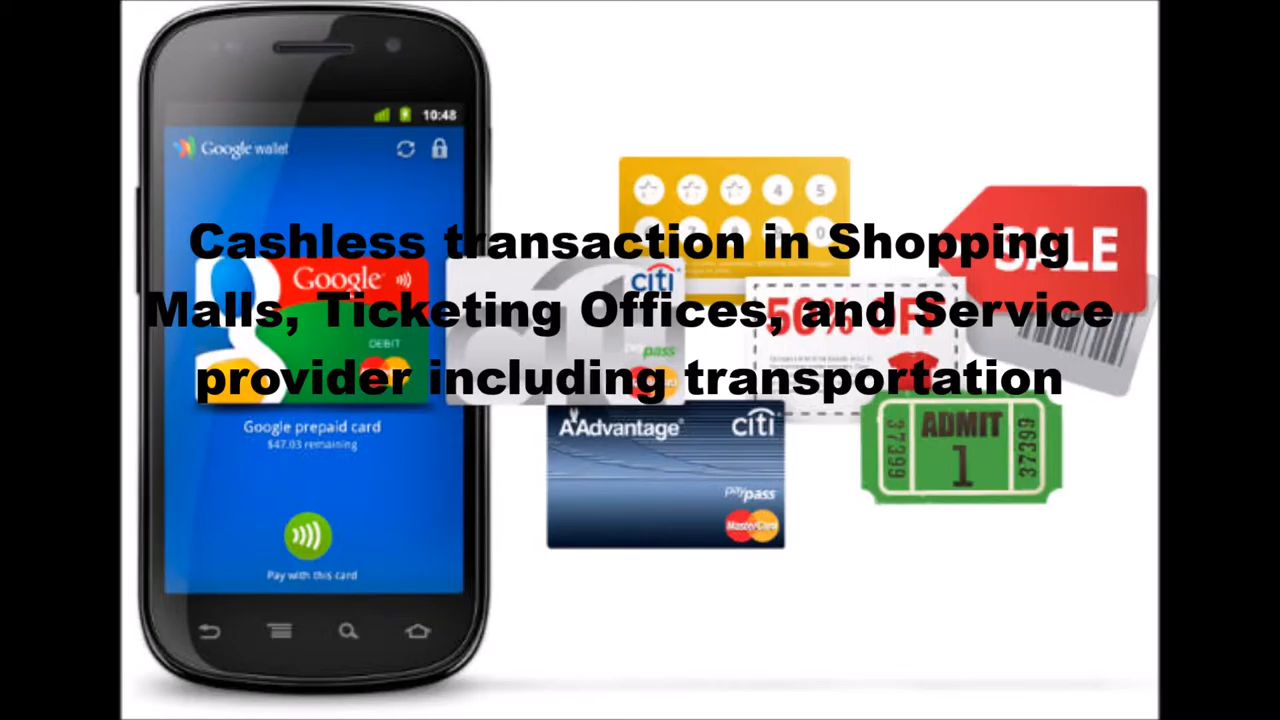 10:48
Google wallet
4 5
SALE
Cashless transaction in Shopping
Malls, Ticketing Offices, and Service
provider including transportation
Google
citi
50% OFF
DEBIT
paypass
Google prepaid card
$47.03 remaining
AAdvantage citi
paypass
MasterCard
ADMIT
1
37399
37399
Pay with this card